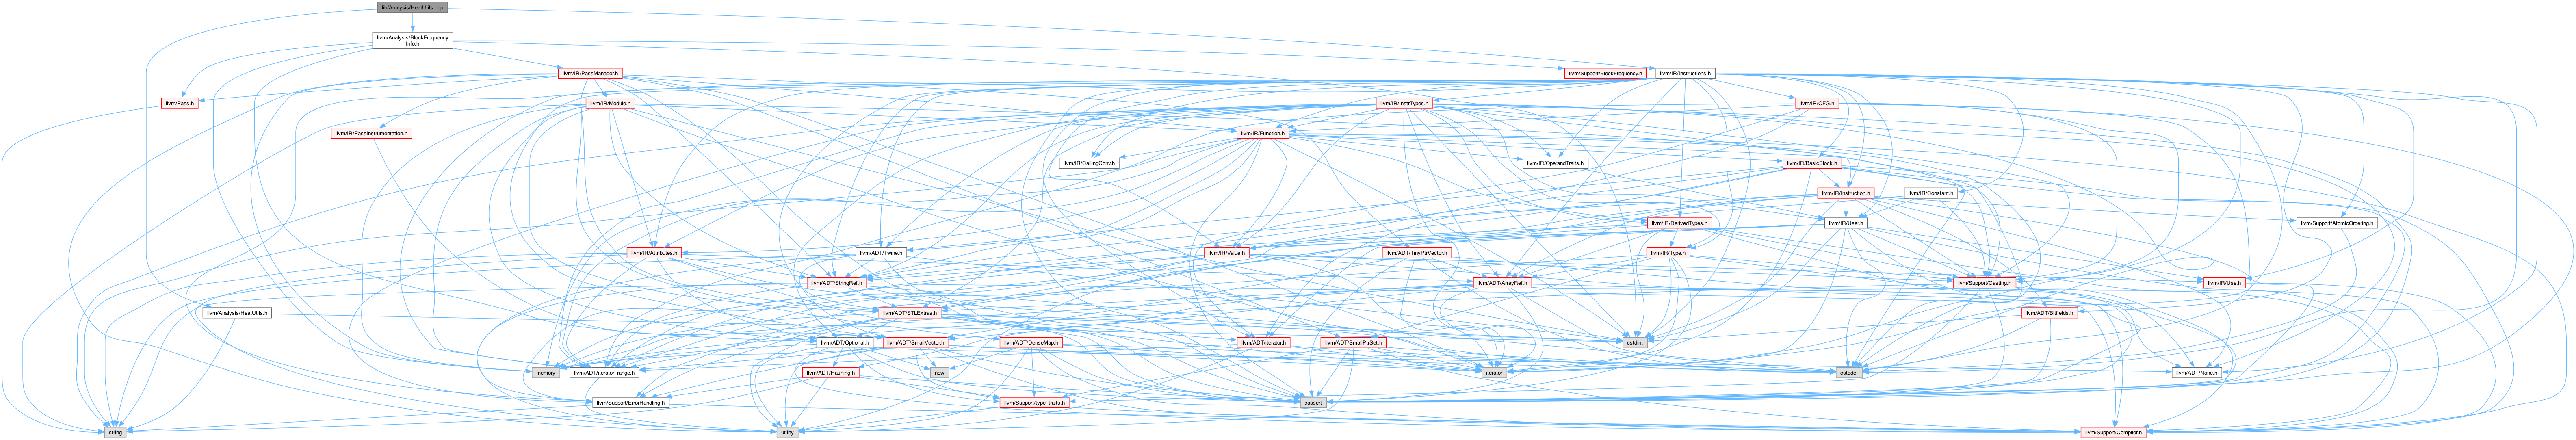 lib/Analysis/HeatUtils.cpp
llvm/Analysis/BlockFrequency
Info.h
llvm/IR/PassManager.h
llvm/Support/BlockFrequency.h
llvm/IR/Instructions.h
llvm/Pass.h
llvm/IR/Module.h
llvm/IR/InstrTypes.h
llvm/IR/CFG.h
llvm/IR/PassInstrumentation.h
llvm/IR/Function.h
llvm/IR/CallingConv.h
llvm/IR/OperandTraits.h
llvm/IR/BasicBlock.h
llvm/IR/Instruction.h
llvm/IR/Constant.h
llvm/IR/DerivedTypes.h
llvm/IR/User.h
llvm/Support/AtomicOrdering.h
llvm/IR/Attributes.h
llvm/ADT/Twine.h
llvm/IR/Value.h
llvm/ADT/TinyPtrVector.h
llvm/IR/Type.h
llvm/ADT/StringRef.h
llvm/ADT/ArrayRef.h
llvm/Support/Casting.h
llvm/IR/Use.h
llvm/Analysis/HeatUtils.h
llvm/ADT/STLExtras.h
llvm/ADT/Bitfields.h
llvm/ADT/Optional.h
llvm/ADT/SmallVector.h
llvm/ADT/DenseMap.h
llvm/ADT/iterator.h
llvm/ADT/SmallPtrSet.h
cstdint
memory
llvm/ADT/iterator_range.h
llvm/ADT/Hashing.h
new
iterator
cstddef
llvm/ADT/None.h
llvm/Support/ErrorHandling.h
llvm/Support/type_traits.h
cassert
string
utility
llvm/Support/Compiler.h